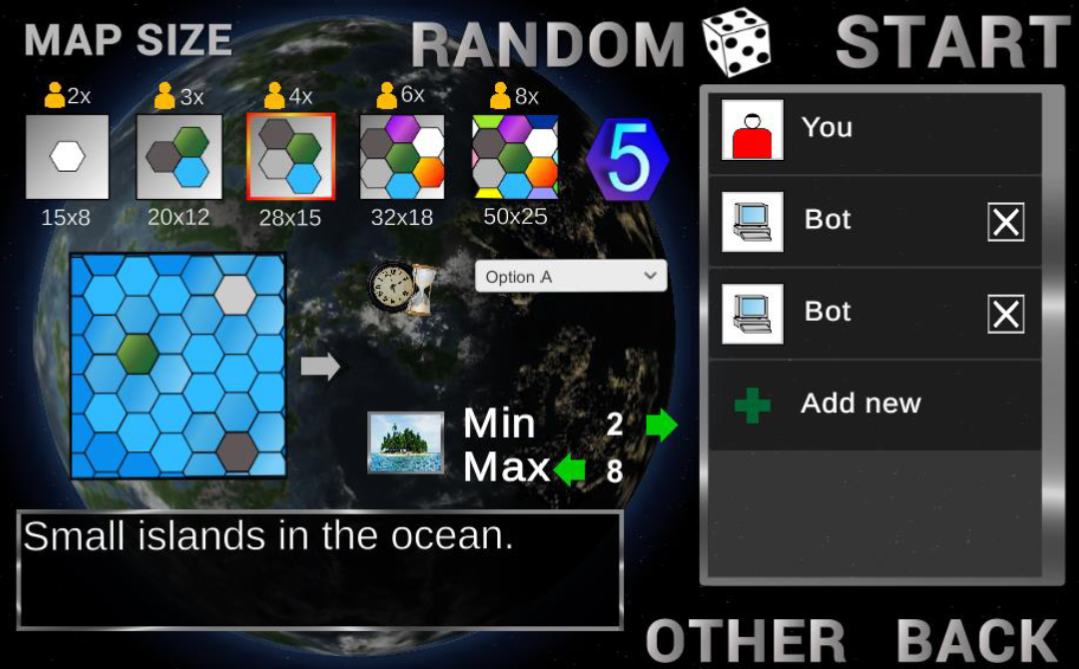 MAP SIZE
RANDOM
START
2x
3x
4x
6x
8x
15x8
20x12
28x15
32x18
50x25
5
Option A
Min 2
Max 8
Small islands in the ocean.
You
Bot
Bot
Add new
OTHER
BACK